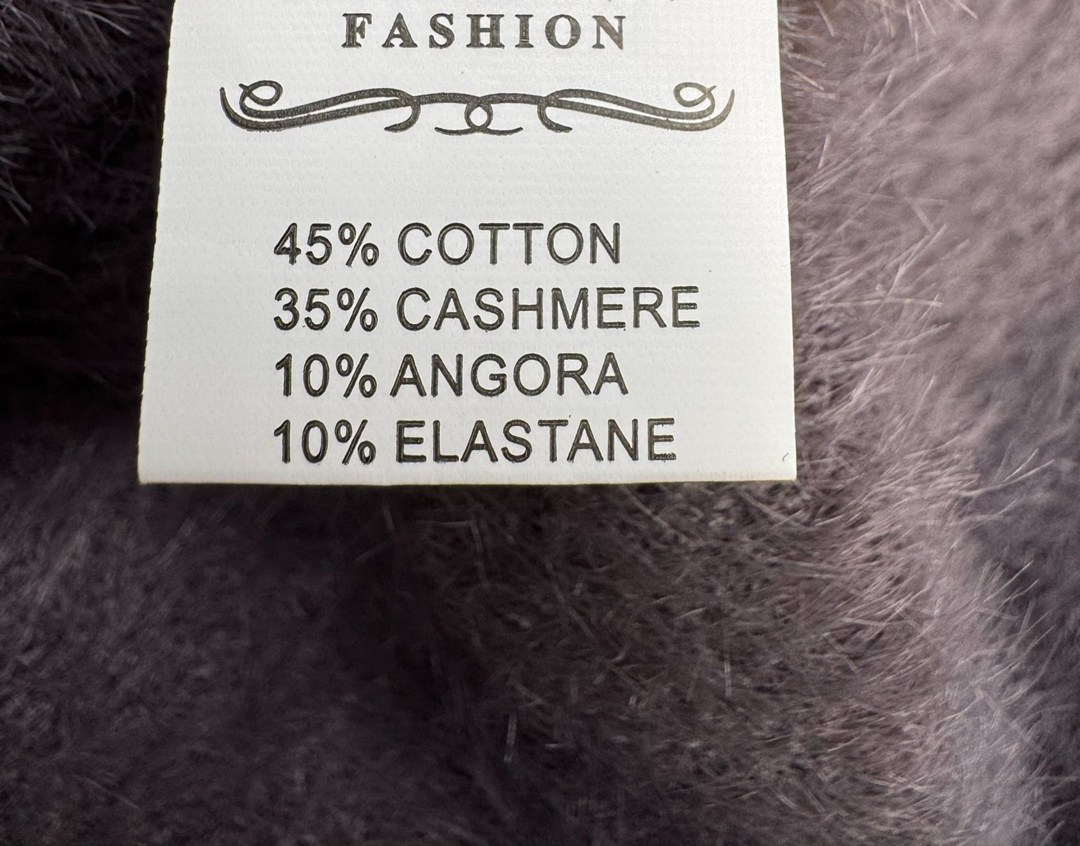 FASHION
45% COTTON
35% CASHMERE
10% ANGORA
10% ELASTANE